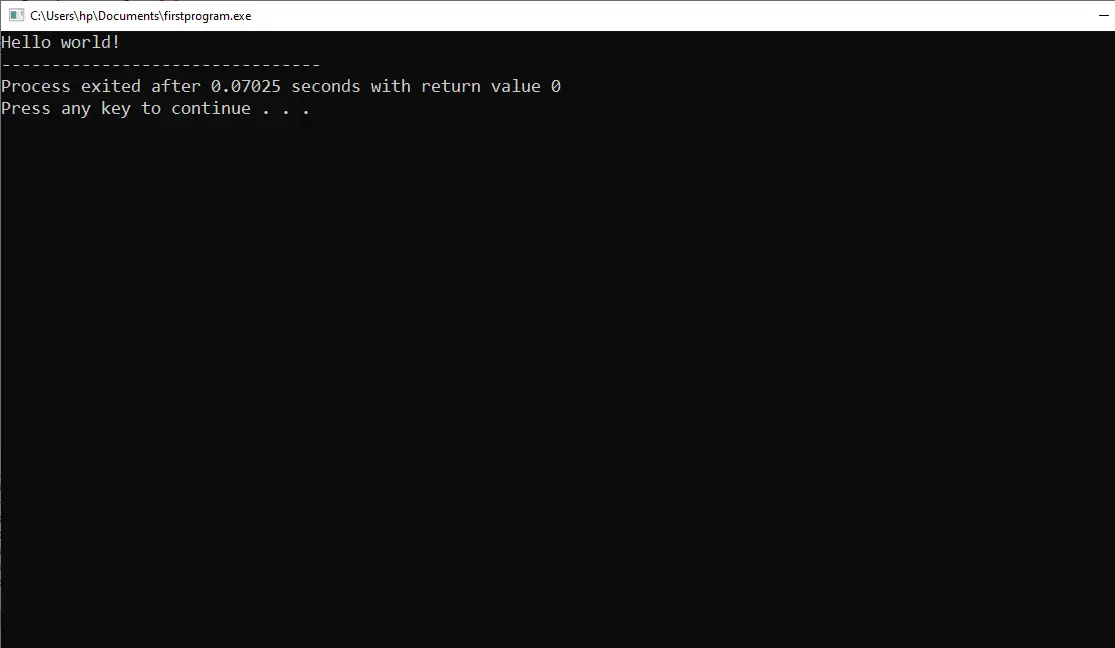 C:\Users\hp\Documents\firstprogram.exe
Hello world!
--------------------------------
Process exited after 0.07025 seconds with return value 0
Press any key to continue . . .